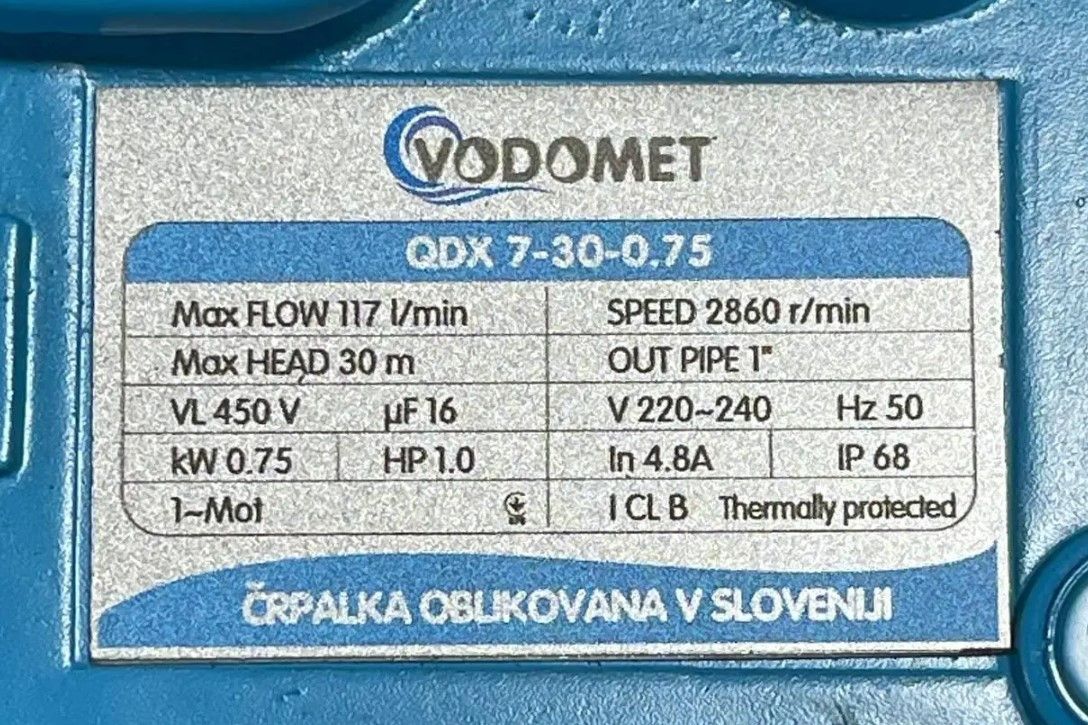 VODOMET
QDX 7-30-0.75
Max FLOW 117 l/min SPEED 2860 r/min
Max HEAD 30 m OUT PIPE 1"
VL 450 V µF 16 V 220~240 Hz 50
kW 0.75 HP 1.0 In 4.8A IP 68
1~Mot I CL B Thermally protected
ČRPALKA OBLIKOVANA V SLOVENIJI